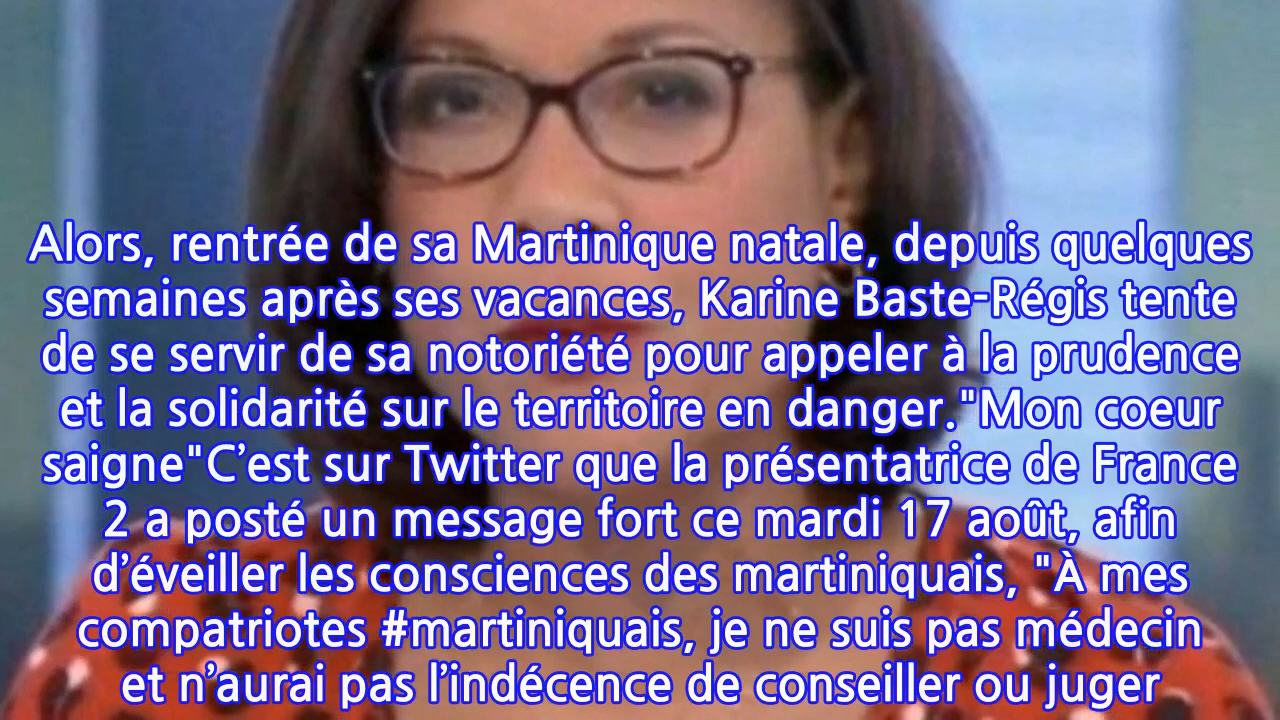 Alors, rentrée de sa Martinique natale, depuis quelques
semaines après ses vacances, Karine Baste-Régis tente
de se servir de sa notoriété pour appeler à la prudence
et la solidarité sur le territoire en danger."Mon coeur
saigne"C’est sur Twitter que la présentatrice de France
2 a posté un message fort ce mardi 17 août, afin
d’éveiller les consciences des martiniquais, "À mes
compatriotes #martiniquais, je ne suis pas médecin
et n’aurai pas l’indécence de conseiller ou juger